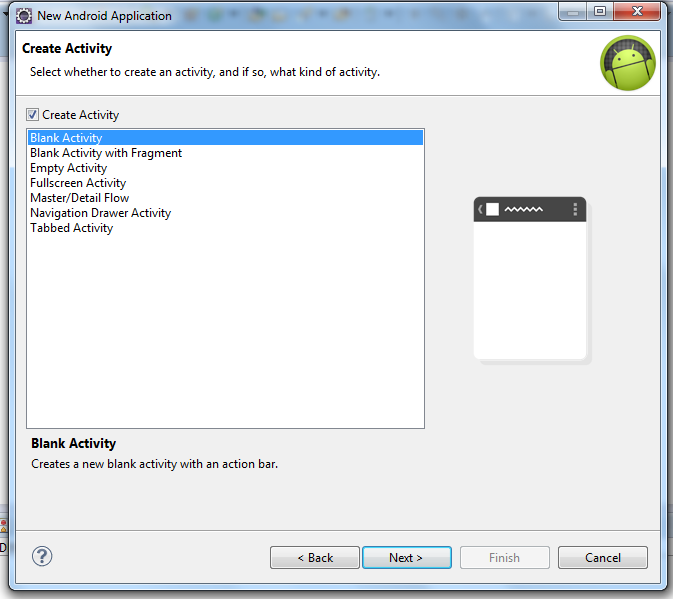 New Android Application
Create Activity
Select whether to create an activity, and if so, what kind of activity.
Create Activity
Blank Activity
Blank Activity with Fragment
Empty Activity
Fullscreen Activity
Master/Detail Flow
Navigation Drawer Activity
Tabbed Activity
Blank Activity
Creates a new blank activity with an action bar.
D
?
< Back
Next >
Finish
Cancel